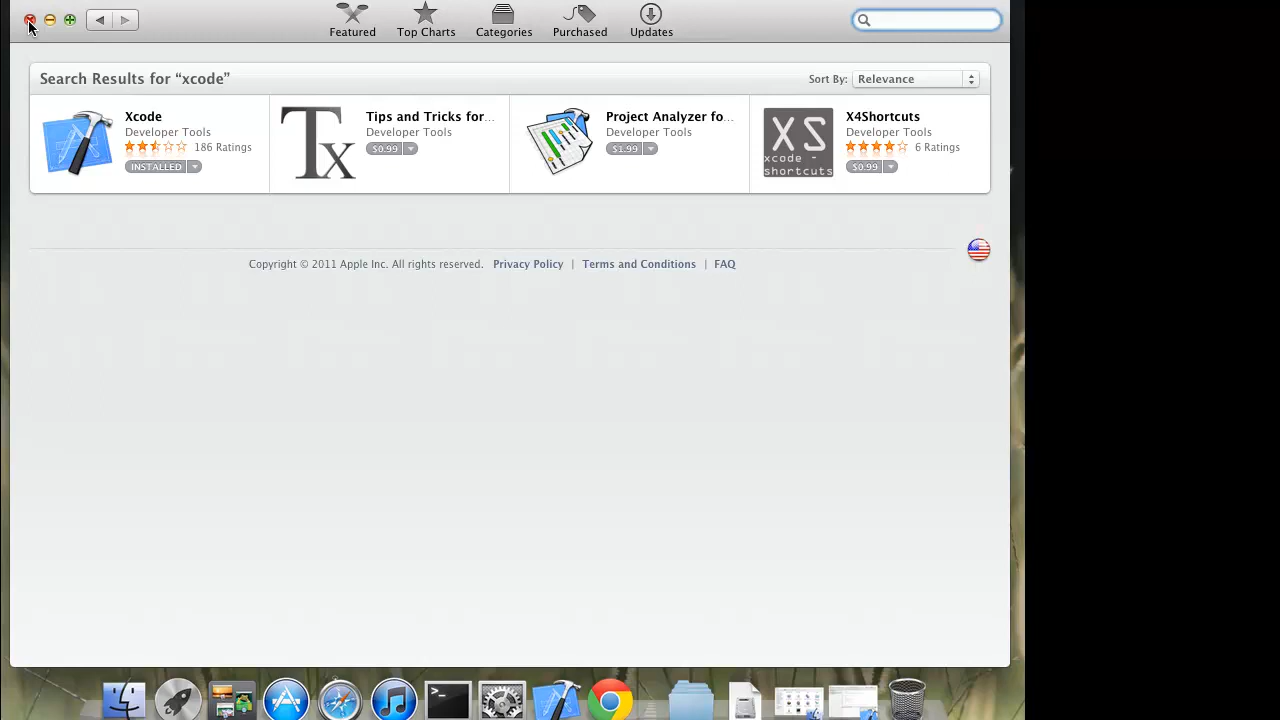 Featured Top Charts Categories Purchased Updates
Search Results for “xcode”
Sort By: Relevance
Xcode
Developer Tools
186 Ratings
INSTALLED
Tx
Tips and Tricks for...
Developer Tools
$0.99
Project Analyzer fo...
Developer Tools
$1.99
XS
xcode -
shortcuts
X4Shortcuts
Developer Tools
6 Ratings
$0.99
Copyright © 2011 Apple Inc. All rights reserved. Privacy Policy | Terms and Conditions | FAQ
>_